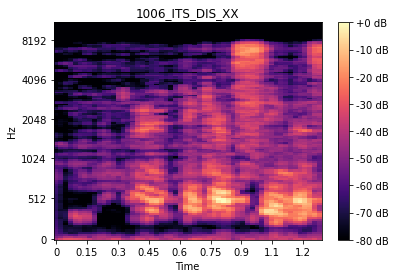 1006_ITS_DIS_XX
Hz
8192
4096
2048
1024
512
0
0 0.15 0.3 0.45 0.6 0.75 0.9 1.1 1.2
Time
+0 dB
-10 dB
-20 dB
-30 dB
-40 dB
-50 dB
-60 dB
-70 dB
-80 dB